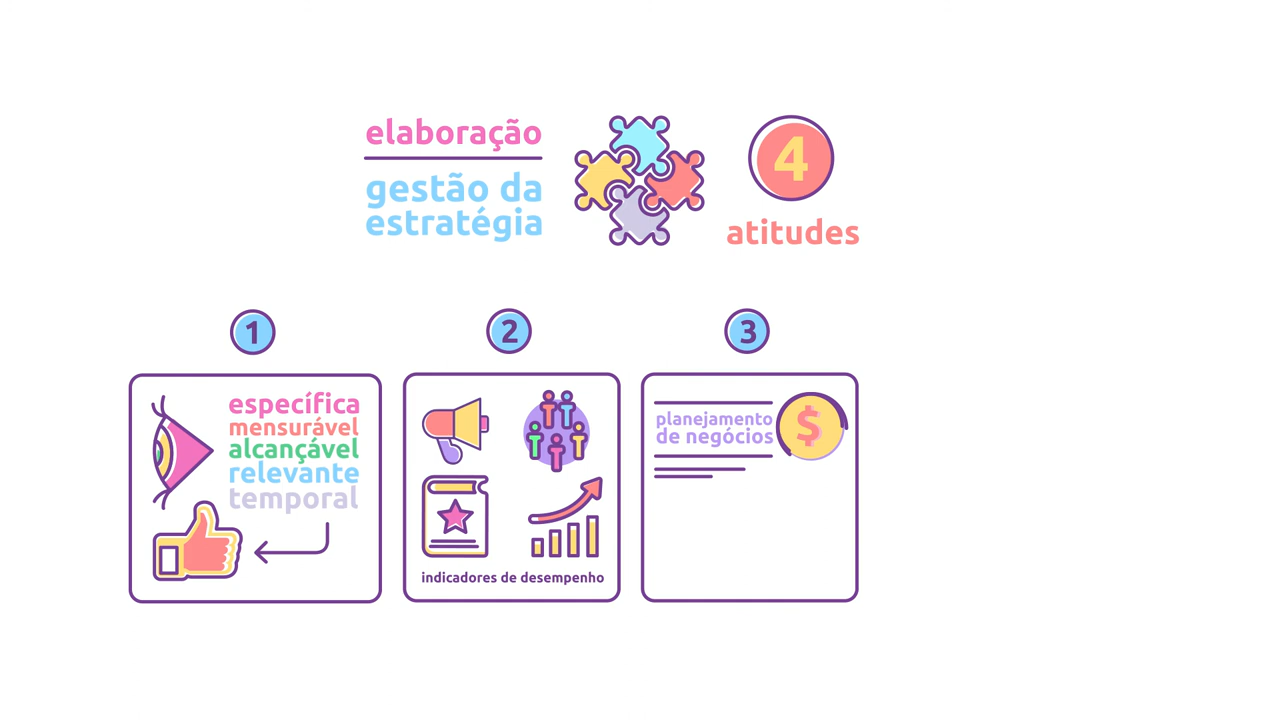 elaboração
gestão da
estratégia
4
atitudes
1
2
3
específica
mensurável
alcançável
relevante
temporal
indicadores de desempenho
planejamento
de negócios
$